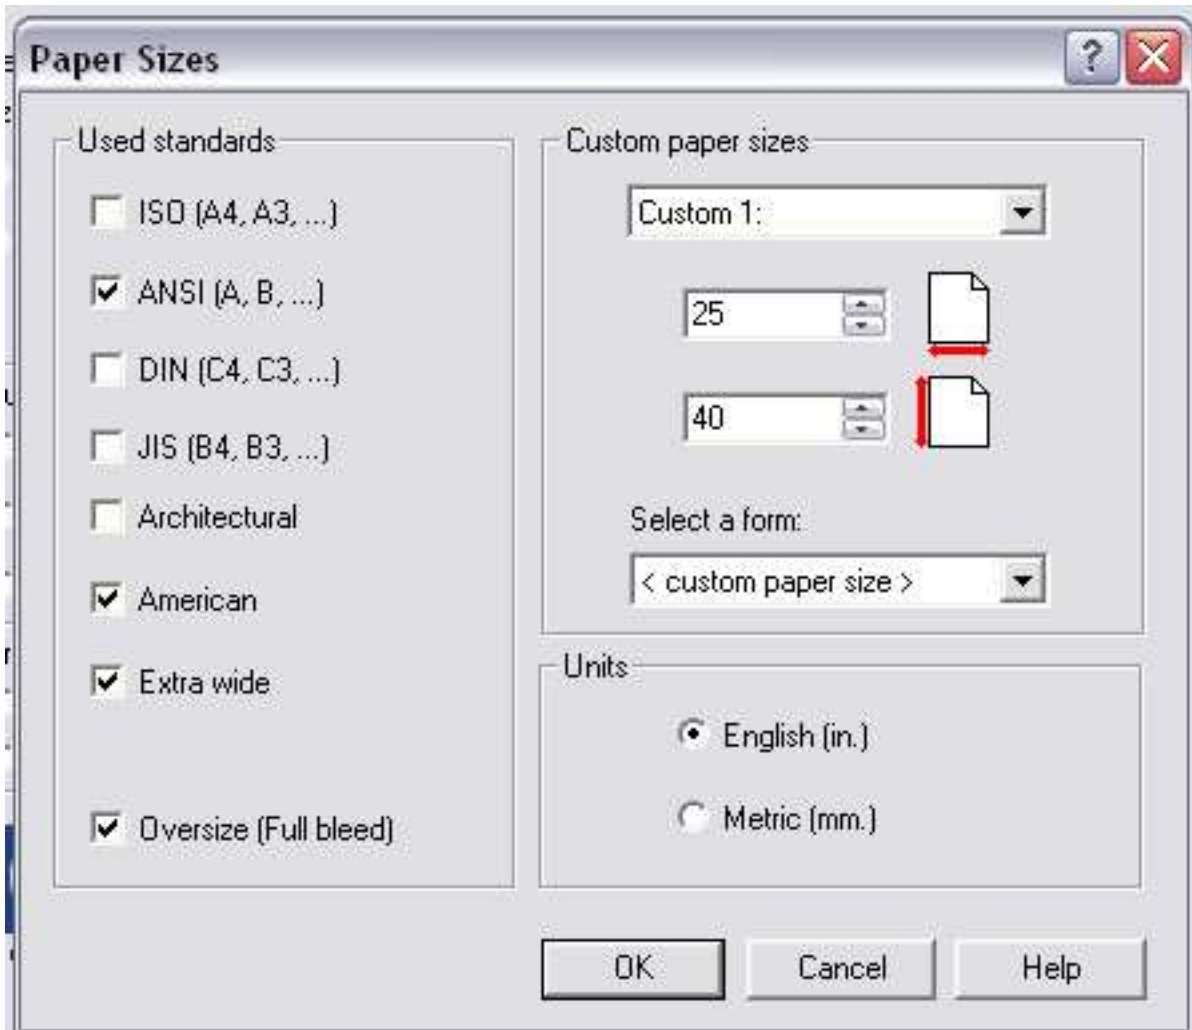 Paper Sizes
?
Used standards
ISO (A4, A3, ...)
ANSI (A, B, ...)
DIN (C4, C3, ...)
JIS (B4, B3, ...)
Architectural
American
Extra wide
Oversize (Full bleed)
Custom paper sizes
Custom 1:
25
40
Select a form:
< custom paper size >
Units
English (in.)
Metric (mm.)
OK
Cancel
Help